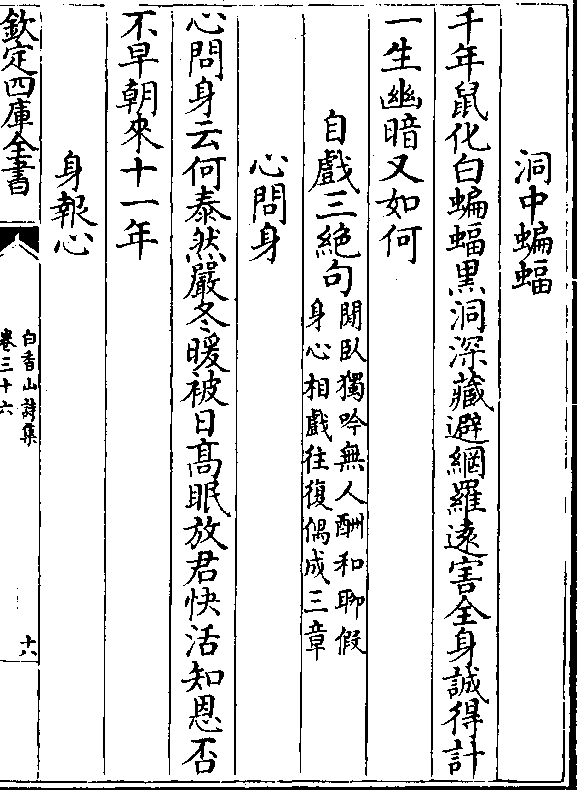 洞中蝙蝠
千年鼠化白蝙蝠黒洞深藏避網羅遠害全身誠得計
一生幽暗又如何
自戲三絶句
閒臥獨吟無人酬和聊假
身心相戲往復偶成三章
心問身
心問身云何泰然嚴冬暖被日髙眠放君快活知恩否
不早朝來十一年
身報心
欽定四庫全書
白香山詩集
卷三十六
十六